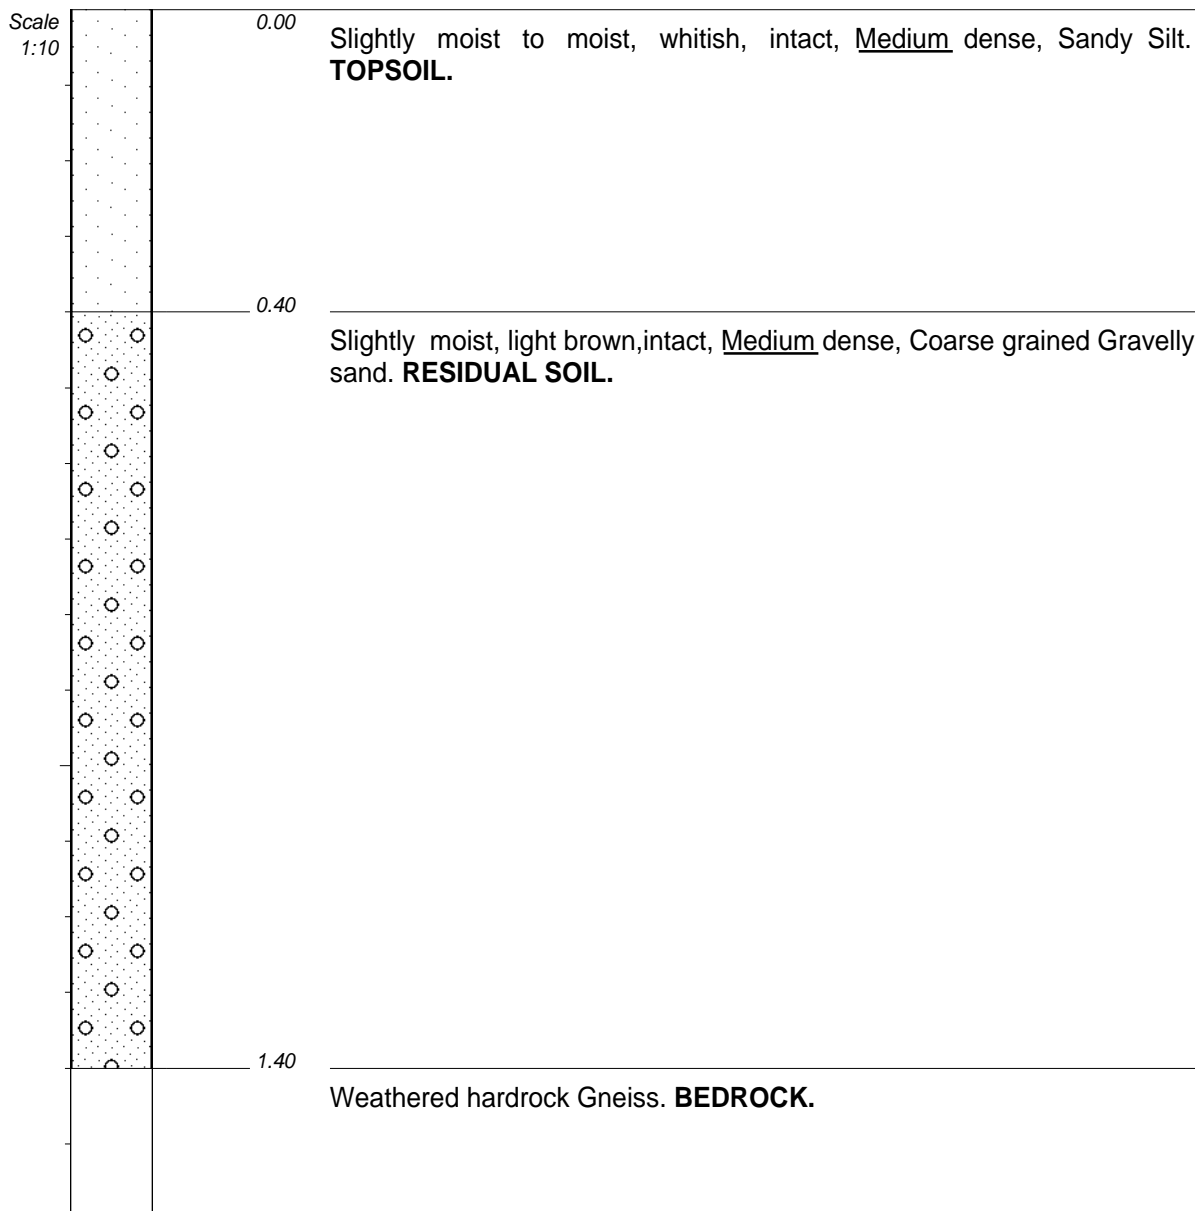 Scale
1:10
0.00
Slightly moist to moist, whitish, intact, Medium dense, Sandy Silt.
TOPSOIL.
0.40
Slightly moist, light brown,intact, Medium dense, Coarse grained Gravelly
sand. RESIDUAL SOIL.
1.40
Weathered hardrock Gneiss. BEDROCK.